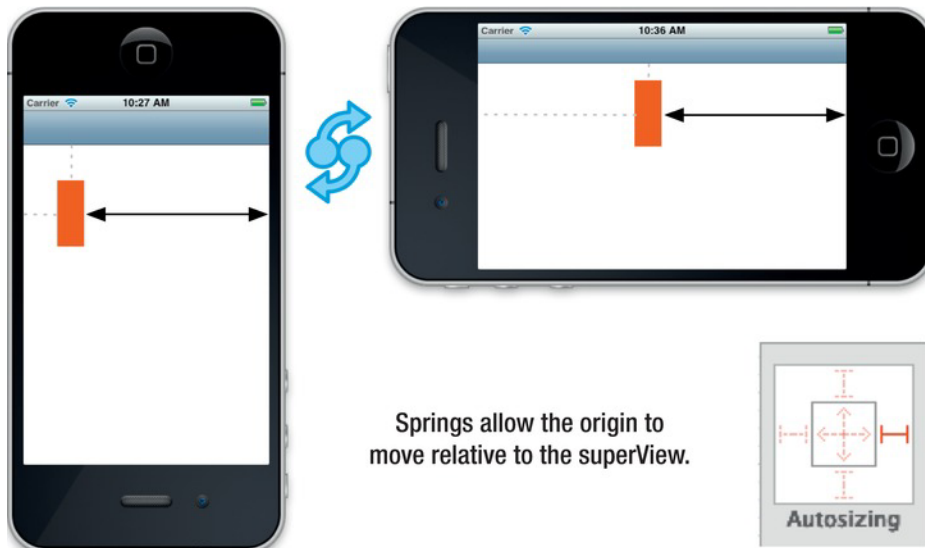 Carrier 10:27 AM
Carrier 10:36 AM
Springs allow the origin to
move relative to the superView.
Autosizing